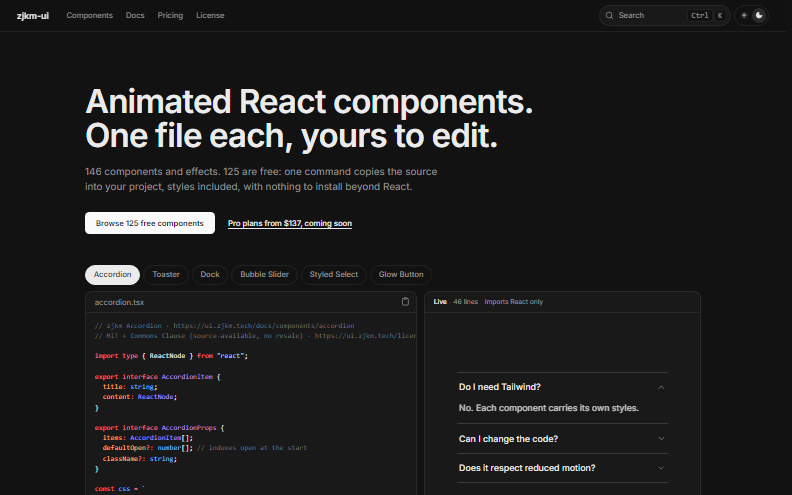 zjkm-ui Components Docs Pricing License Search Ctrl K
Animated React components.
One file each, yours to edit.
146 components and effects. 125 are free: one command copies the source
into your project, styles included, with nothing to install beyond React.
Browse 125 free components Pro plans from $137, coming soon
Accordion Toaster Dock Bubble Slider Styled Select Glow Button
accordion.tsx
// zjkm Accordion - https://ui.zjkm.tech/docs/components/accordion
// MIT + Commons Clause (source-available, no resale) - https://ui.zjkm.tech/licen
import type { ReactNode } from "react";
export interface AccordionItem {
title: string;
content: ReactNode;
}
export interface AccordionProps {
items: AccordionItem[];
defaultOpen?: number[]; // indexes open at the start
className?: string;
}
const css = `
Live 46 lines Imports React only
Do I need Tailwind?
No. Each component carries its own styles.
Can I change the code?
Does it respect reduced motion?